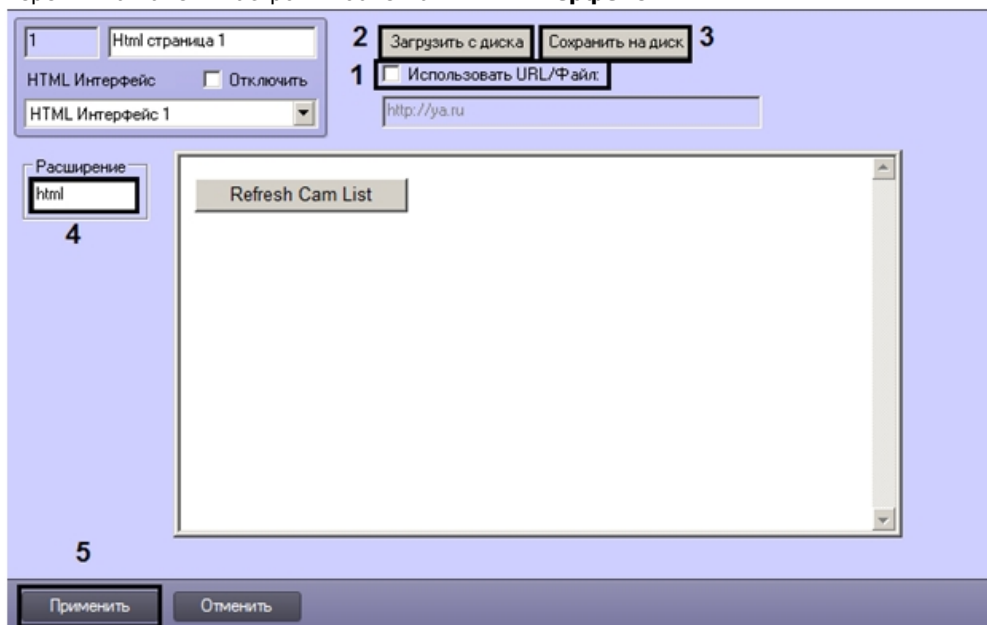 1 Html страница 1
2 Загрузить с диска Сохранить на диск 3
HTML Интерфейс Отключить
1 Использовать URL/Файл:
HTML Интерфейс 1
http://ya.ru
Расширение
html
4
Refresh Cam List
5
Применить Отменить